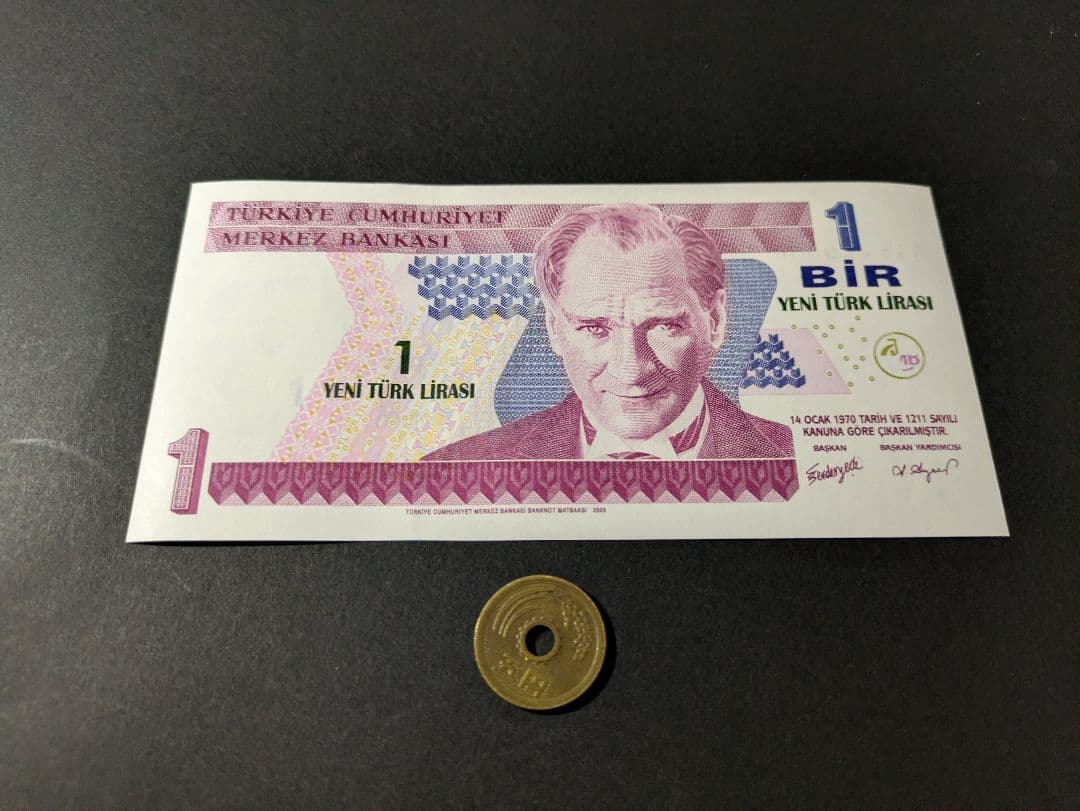 TÜRKİYE CUMHURİYET
MERKEZ BANKASI
1
BİR
YENİ TÜRK LİRASI
1
YENİ TÜRK LİRASI
14 OCAK 1970 TARİH VE 1211 SAYILI
KANUNA GÖRE ÇIKARILMIŞTIR.
BAŞKAN BAŞKAN YARDIMCISI
1
TÜRKİYE CUMHURİYET MERKEZ BANKASI BANKNOT MATBAASI 2005
五円